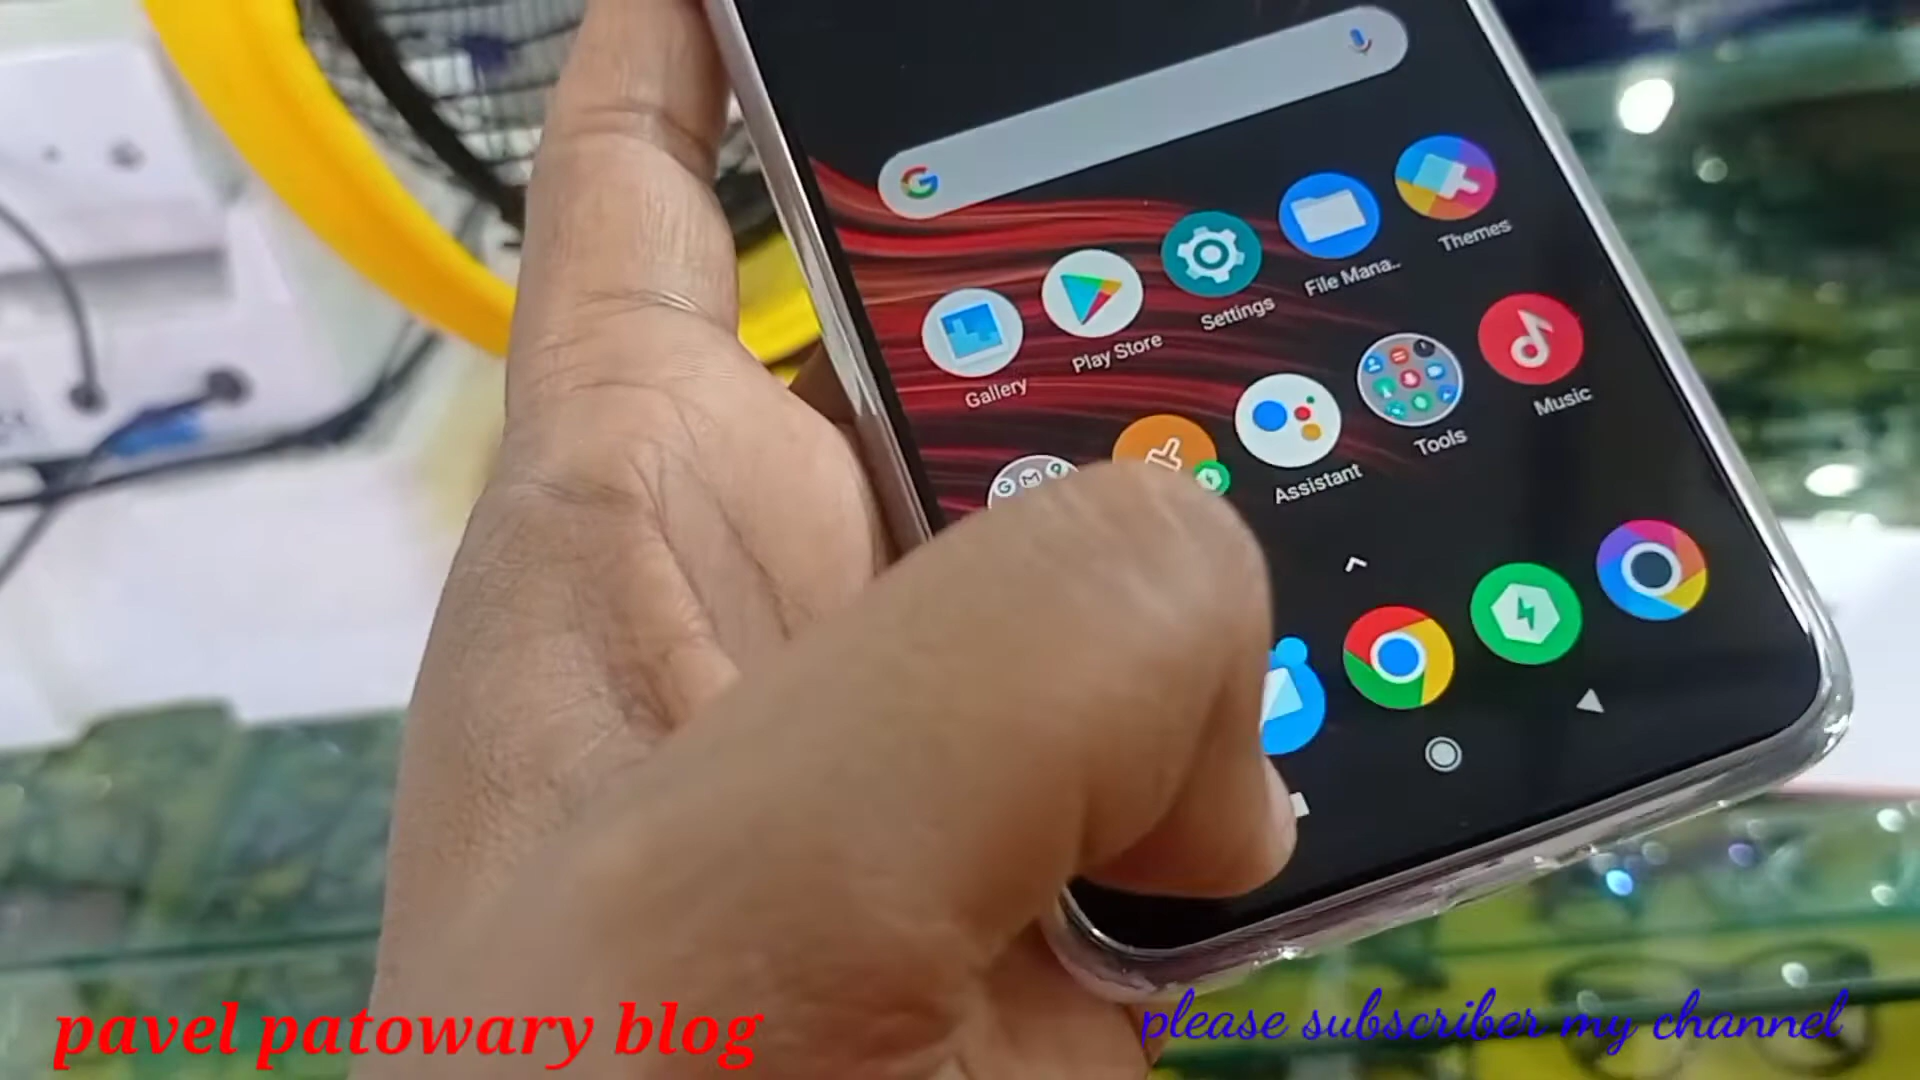 Themes
File Mana..
Settings
Play Store
Gallery
Music
Tools
Assistant
pavel patowary blog
please subscriber my channel